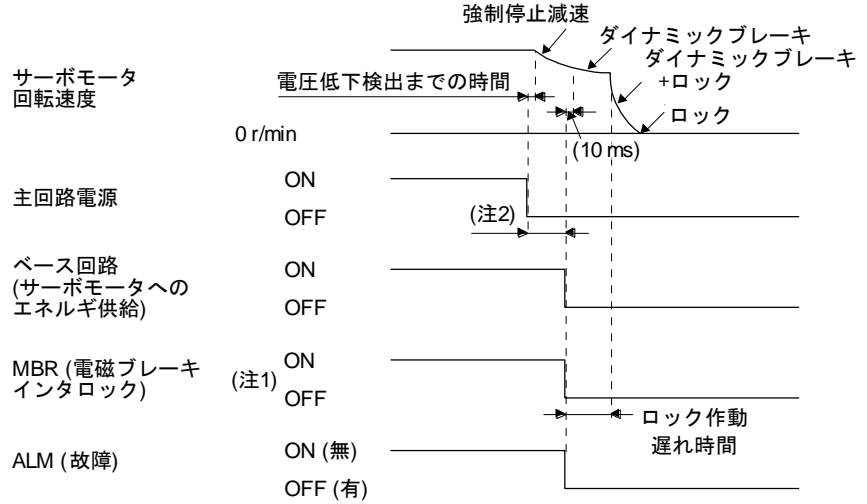 強制停止減速
ダイナミックブレーキ
ダイナミックブレーキ
+ロック
ロック
サーボモータ
回転速度
電圧低下検出までの時間
0 r/min
(10 ms)
主回路電源
ON
OFF
(注2)
ベース回路
(サーボモータへの
エネルギ供給)
ON
OFF
MBR (電磁ブレーキ
インタロック)
(注1)
ON
OFF
ロック作動
遅れ時間
ALM (故障)
ON (無)
OFF (有)